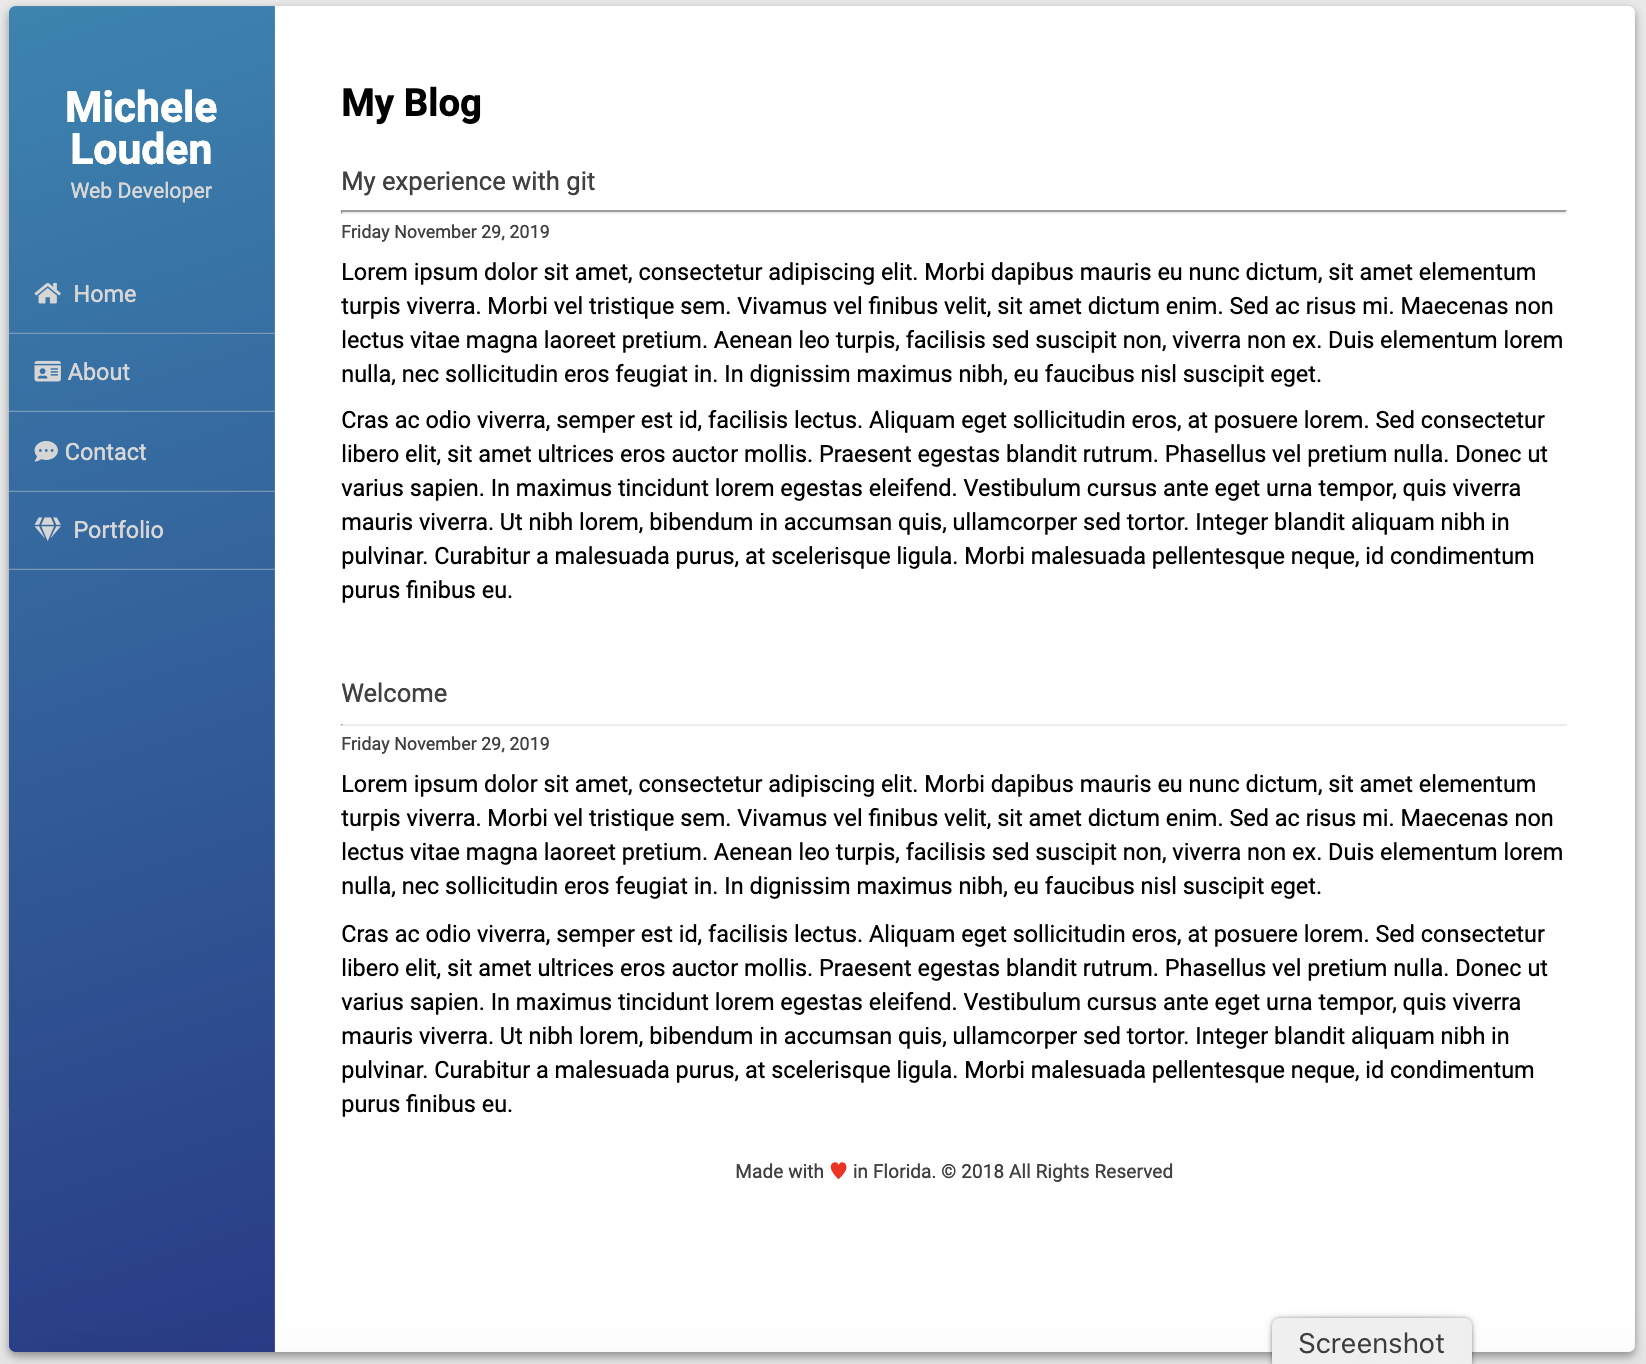 Michele
Louden
Web Developer
Home
About
Contact
Portfolio
My Blog
My experience with git
Friday November 29, 2019
Lorem ipsum dolor sit amet, consectetur adipiscing elit. Morbi dapibus mauris eu nunc dictum, sit amet elementum
turpis viverra. Morbi vel tristique sem. Vivamus vel finibus velit, sit amet dictum enim. Sed ac risus mi. Maecenas non
lectus vitae magna laoreet pretium. Aenean leo turpis, facilisis sed suscipit non, viverra non ex. Duis elementum lorem
nulla, nec sollicitudin eros feugiat in. In dignissim maximus nibh, eu faucibus nisl suscipit eget.
Cras ac odio viverra, semper est id, facilisis lectus. Aliquam eget sollicitudin eros, at posuere lorem. Sed consectetur
libero elit, sit amet ultrices eros auctor mollis. Praesent egestas blandit rutrum. Phasellus vel pretium nulla. Donec ut
varius sapien. In maximus tincidunt lorem egestas eleifend. Vestibulum cursus ante eget urna tempor, quis viverra
mauris viverra. Ut nibh lorem, bibendum in accumsan quis, ullamcorper sed tortor. Integer blandit aliquam nibh in
pulvinar. Curabitur a malesuada purus, at scelerisque ligula. Morbi malesuada pellentesque neque, id condimentum
purus finibus eu.
Welcome
Friday November 29, 2019
Lorem ipsum dolor sit amet, consectetur adipiscing elit. Morbi dapibus mauris eu nunc dictum, sit amet elementum
turpis viverra. Morbi vel tristique sem. Vivamus vel finibus velit, sit amet dictum enim. Sed ac risus mi. Maecenas non
lectus vitae magna laoreet pretium. Aenean leo turpis, facilisis sed suscipit non, viverra non ex. Duis elementum lorem
nulla, nec sollicitudin eros feugiat in. In dignissim maximus nibh, eu faucibus nisl suscipit eget.
Cras ac odio viverra, semper est id, facilisis lectus. Aliquam eget sollicitudin eros, at posuere lorem. Sed consectetur
libero elit, sit amet ultrices eros auctor mollis. Praesent egestas blandit rutrum. Phasellus vel pretium nulla. Donec ut
varius sapien. In maximus tincidunt lorem egestas eleifend. Vestibulum cursus ante eget urna tempor, quis viverra
mauris viverra. Ut nibh lorem, bibendum in accumsan quis, ullamcorper sed tortor. Integer blandit aliquam nibh in
pulvinar. Curabitur a malesuada purus, at scelerisque ligula. Morbi malesuada pellentesque neque, id condimentum
purus finibus eu.
Made with ♥ in Florida. © 2018 All Rights Reserved
Screenshot